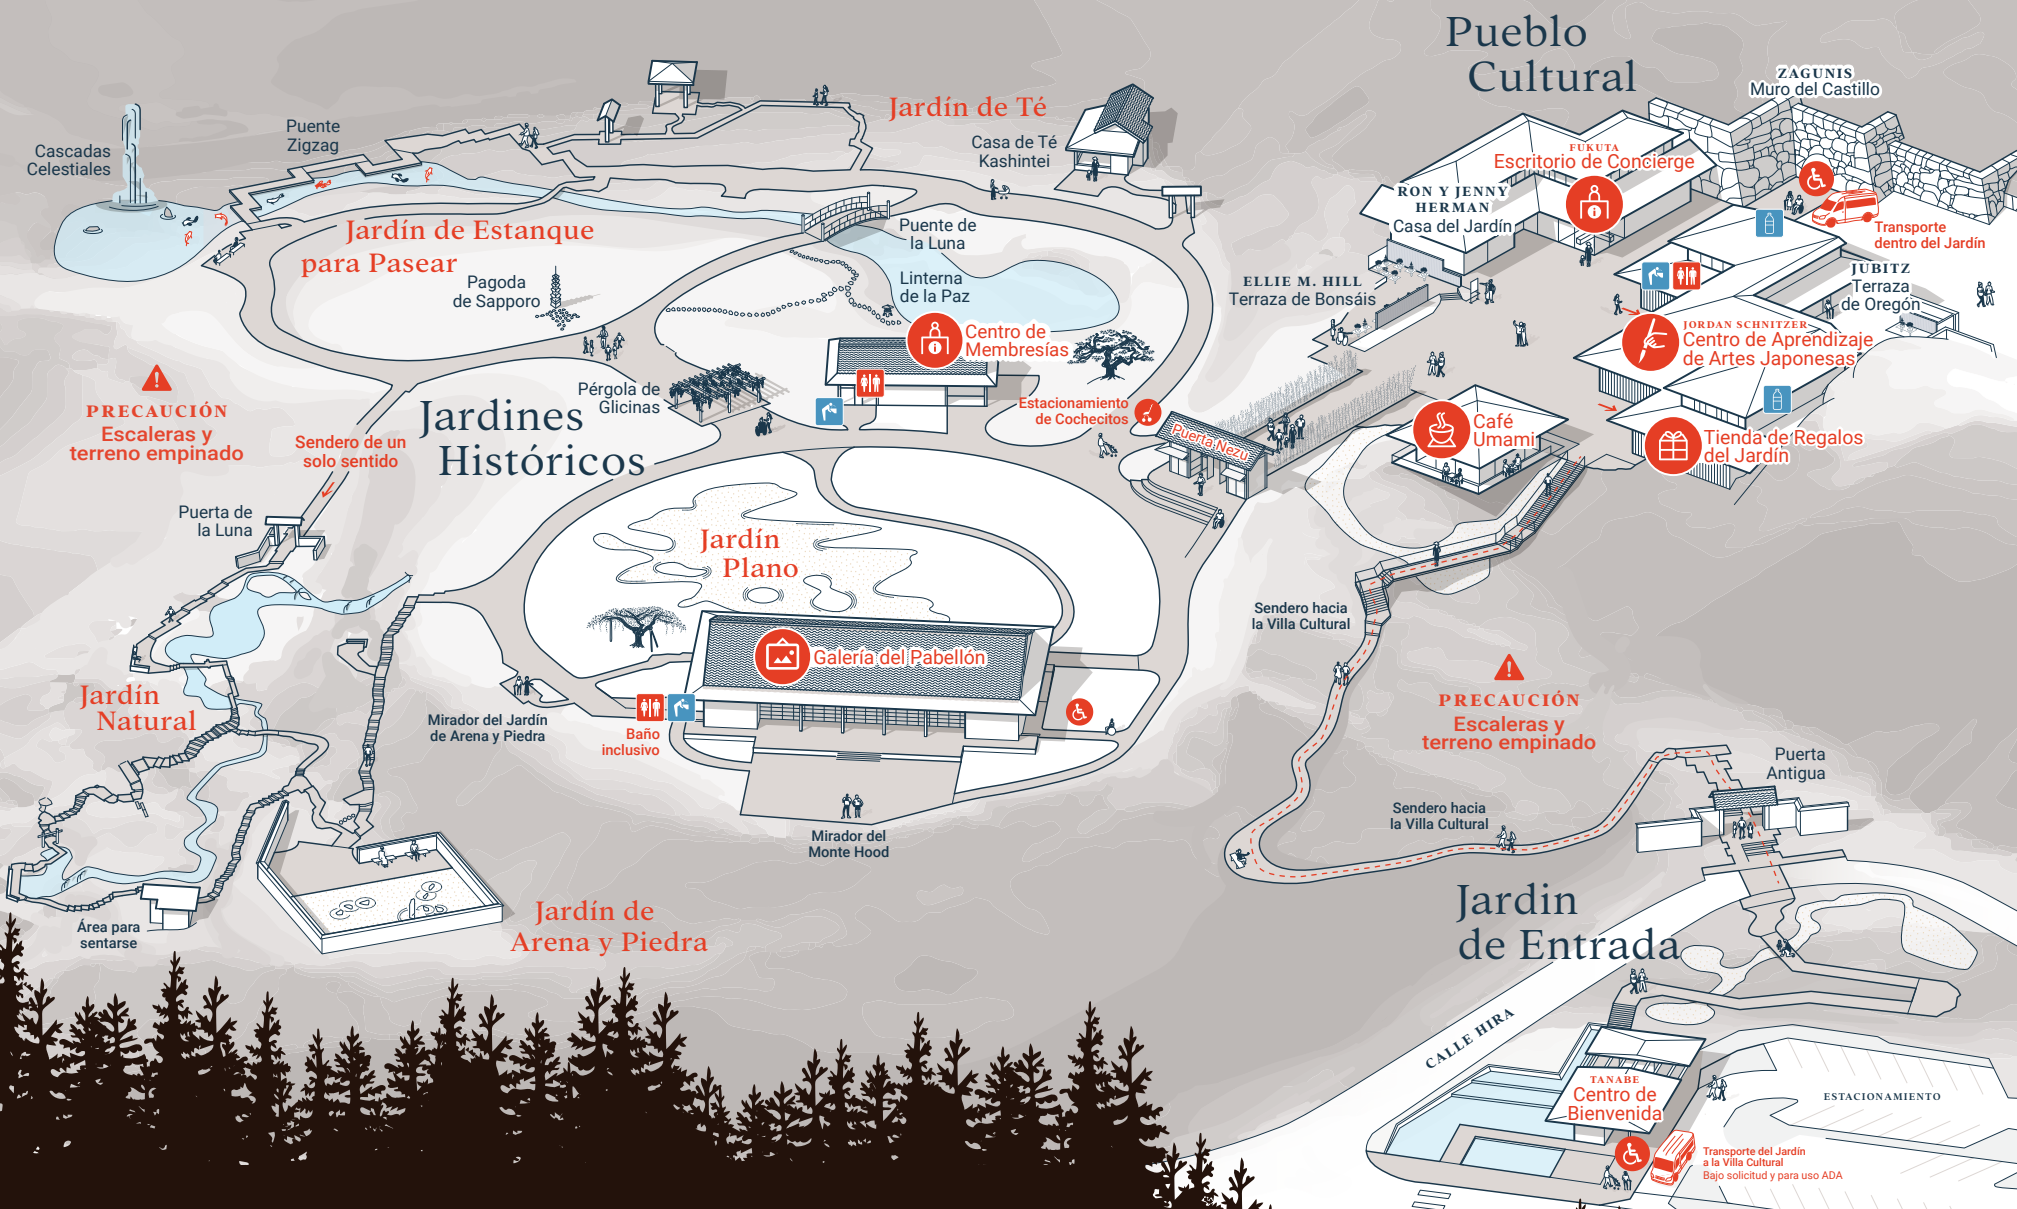 Pueblo
Cultural
ZAGUNIS
Muro del Castillo
Jardín de Té
Casa de Té
Kashintei
Puente
Zigzag
Cascadas
Celestiales
FUKUTA
Escritorio de Concierge
RON Y JENNY
HERMAN
Casa del Jardín
Transporte
dentro del Jardín
Jardín de Estanque
para Pasear
Puente de
la Luna
Pagoda
de Sapporo
Linterna
de la Paz
ELLIE M. HILL
Terraza de Bonsáis
JUBITZ
Terraza
de Oregón
Centro de
Membresías
JORDAN SCHNITZER
Centro de Aprendizaje
de Artes Japonesas
PRECAUCIÓN
Escaleras y
terreno empinado
Pérgola de
Glicinas
Jardines
Históricos
Estacionamiento
de Cochecitos
Puerta Nezu
Café
Umami
Tienda de Regalos
del Jardín
Sendero de un
solo sentido
Puerta de
la Luna
Jardín
Plano
Sendero hacia
la Villa Cultural
Galería del Pabellón
Jardín
Natural
Mirador del Jardín
de Arena y Piedra
Baño
inclusivo
PRECAUCIÓN
Escaleras y
terreno empinado
Puerta
Antigua
Sendero hacia
la Villa Cultural
Mirador del
Monte Hood
Área para
sentarse
Jardín de
Arena y Piedra
Jardin
de Entrada
CALLE HIRA
TANABE
Centro de
Bienvenida
ESTACIONAMIENTO
Transporte del Jardín
a la Villa Cultural
Bajo solicitud y para uso ADA